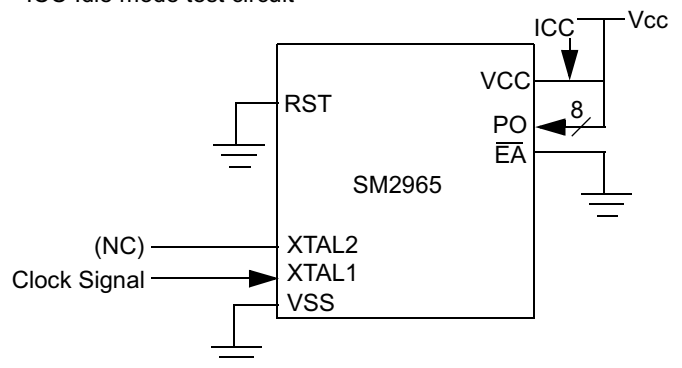 ICC Idle mode test circuit
ICC
Vcc
VCC
RST
8
PO
EA
SM2965
(NC)
XTAL2
Clock Signal
XTAL1
VSS